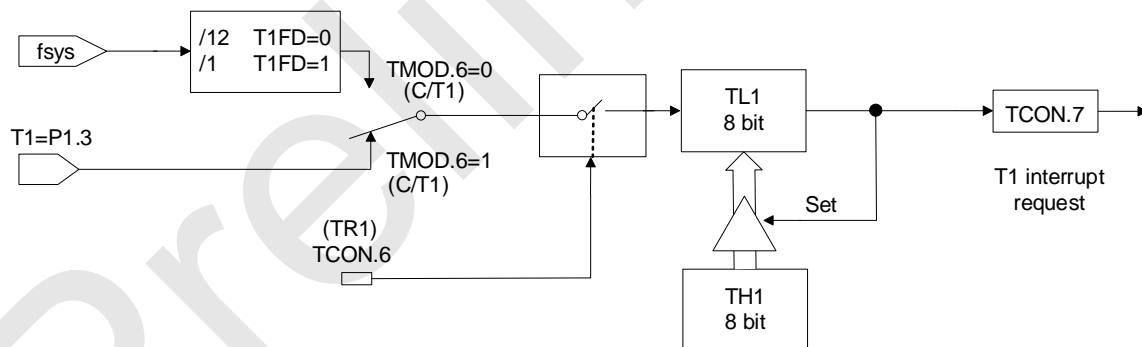 fsys
/12 T1FD=0
/1 T1FD=1
TMOD.6=0
(C/T1)
T1=P1.3
TMOD.6=1
(C/T1)
(TR1)
TCON.6
TL1
8 bit
Set
TH1
8 bit
TCON.7
T1 interrupt
request